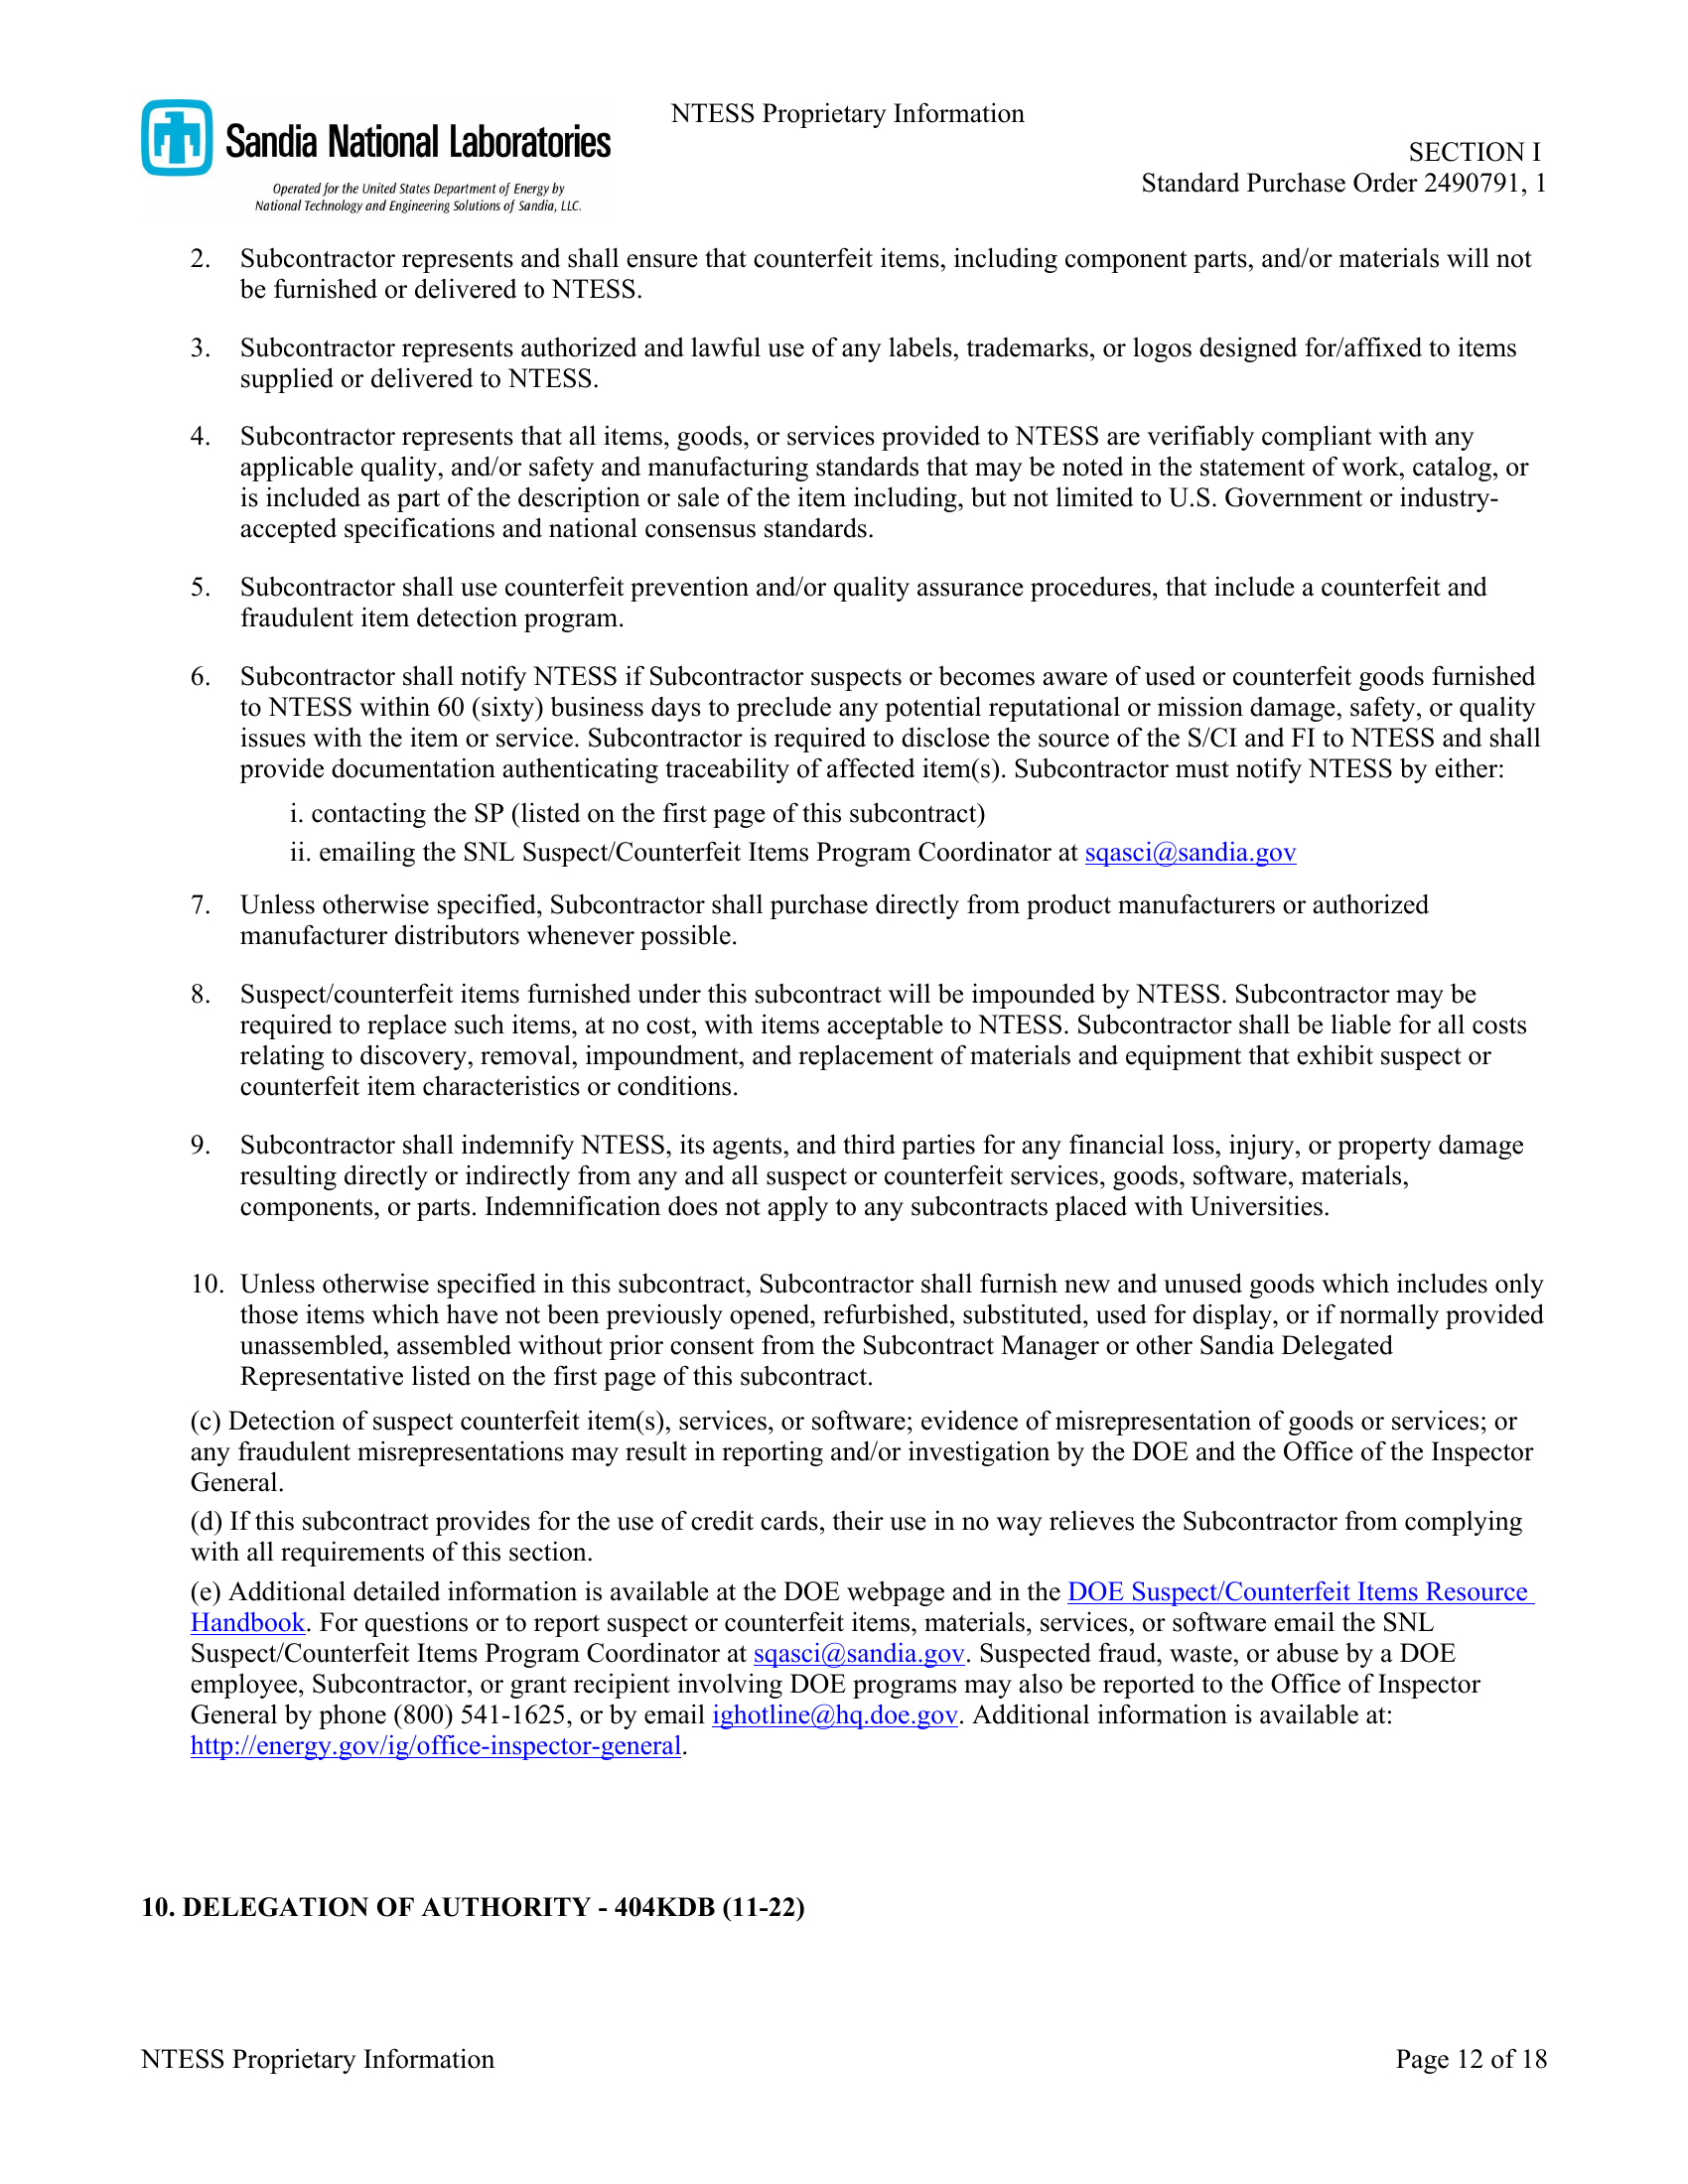 NTESS Proprietary Information
Sandia National Laboratories
Operated for the United States Department of Energy by
National Technology and Engineering Solutions of Sandia, LLC.
SECTION I
Standard Purchase Order 2490791, 1
2. Subcontractor represents and shall ensure that counterfeit items, including component parts, and/or materials will not
be furnished or delivered to NTESS.
3. Subcontractor represents authorized and lawful use of any labels, trademarks, or logos designed for/affixed to items
supplied or delivered to NTESS.
4. Subcontractor represents that all items, goods, or services provided to NTESS are verifiably compliant with any
applicable quality, and/or safety and manufacturing standards that may be noted in the statement of work, catalog, or
is included as part of the description or sale of the item including, but not limited to U.S. Government or industry-
accepted specifications and national consensus standards.
5. Subcontractor shall use counterfeit prevention and/or quality assurance procedures, that include a counterfeit and
fraudulent item detection program.
6. Subcontractor shall notify NTESS if Subcontractor suspects or becomes aware of used or counterfeit goods furnished
to NTESS within 60 (sixty) business days to preclude any potential reputational or mission damage, safety, or quality
issues with the item or service. Subcontractor is required to disclose the source of the S/CI and FI to NTESS and shall
provide documentation authenticating traceability of affected item(s). Subcontractor must notify NTESS by either:
i. contacting the SP (listed on the first page of this subcontract)
ii. emailing the SNL Suspect/Counterfeit Items Program Coordinator at sqasci@sandia.gov
7. Unless otherwise specified, Subcontractor shall purchase directly from product manufacturers or authorized
manufacturer distributors whenever possible.
8. Suspect/counterfeit items furnished under this subcontract will be impounded by NTESS. Subcontractor may be
required to replace such items, at no cost, with items acceptable to NTESS. Subcontractor shall be liable for all costs
relating to discovery, removal, impoundment, and replacement of materials and equipment that exhibit suspect or
counterfeit item characteristics or conditions.
9. Subcontractor shall indemnify NTESS, its agents, and third parties for any financial loss, injury, or property damage
resulting directly or indirectly from any and all suspect or counterfeit services, goods, software, materials,
components, or parts. Indemnification does not apply to any subcontracts placed with Universities.
10. Unless otherwise specified in this subcontract, Subcontractor shall furnish new and unused goods which includes only
those items which have not been previously opened, refurbished, substituted, used for display, or if normally provided
unassembled, assembled without prior consent from the Subcontract Manager or other Sandia Delegated
Representative listed on the first page of this subcontract.
(c) Detection of suspect counterfeit item(s), services, or software; evidence of misrepresentation of goods or services; or
any fraudulent misrepresentations may result in reporting and/or investigation by the DOE and the Office of the Inspector
General.
(d) If this subcontract provides for the use of credit cards, their use in no way relieves the Subcontractor from complying
with all requirements of this section.
(e) Additional detailed information is available at the DOE webpage and in the DOE Suspect/Counterfeit Items Resource
Handbook. For questions or to report suspect or counterfeit items, materials, services, or software email the SNL
Suspect/Counterfeit Items Program Coordinator at sqasci@sandia.gov. Suspected fraud, waste, or abuse by a DOE
employee, Subcontractor, or grant recipient involving DOE programs may also be reported to the Office of Inspector
General by phone (800) 541-1625, or by email ighotline@hq.doe.gov. Additional information is available at:
http://energy.gov/ig/office-inspector-general.
10. DELEGATION OF AUTHORITY - 404KDB (11-22)
NTESS Proprietary Information
Page 12 of 18